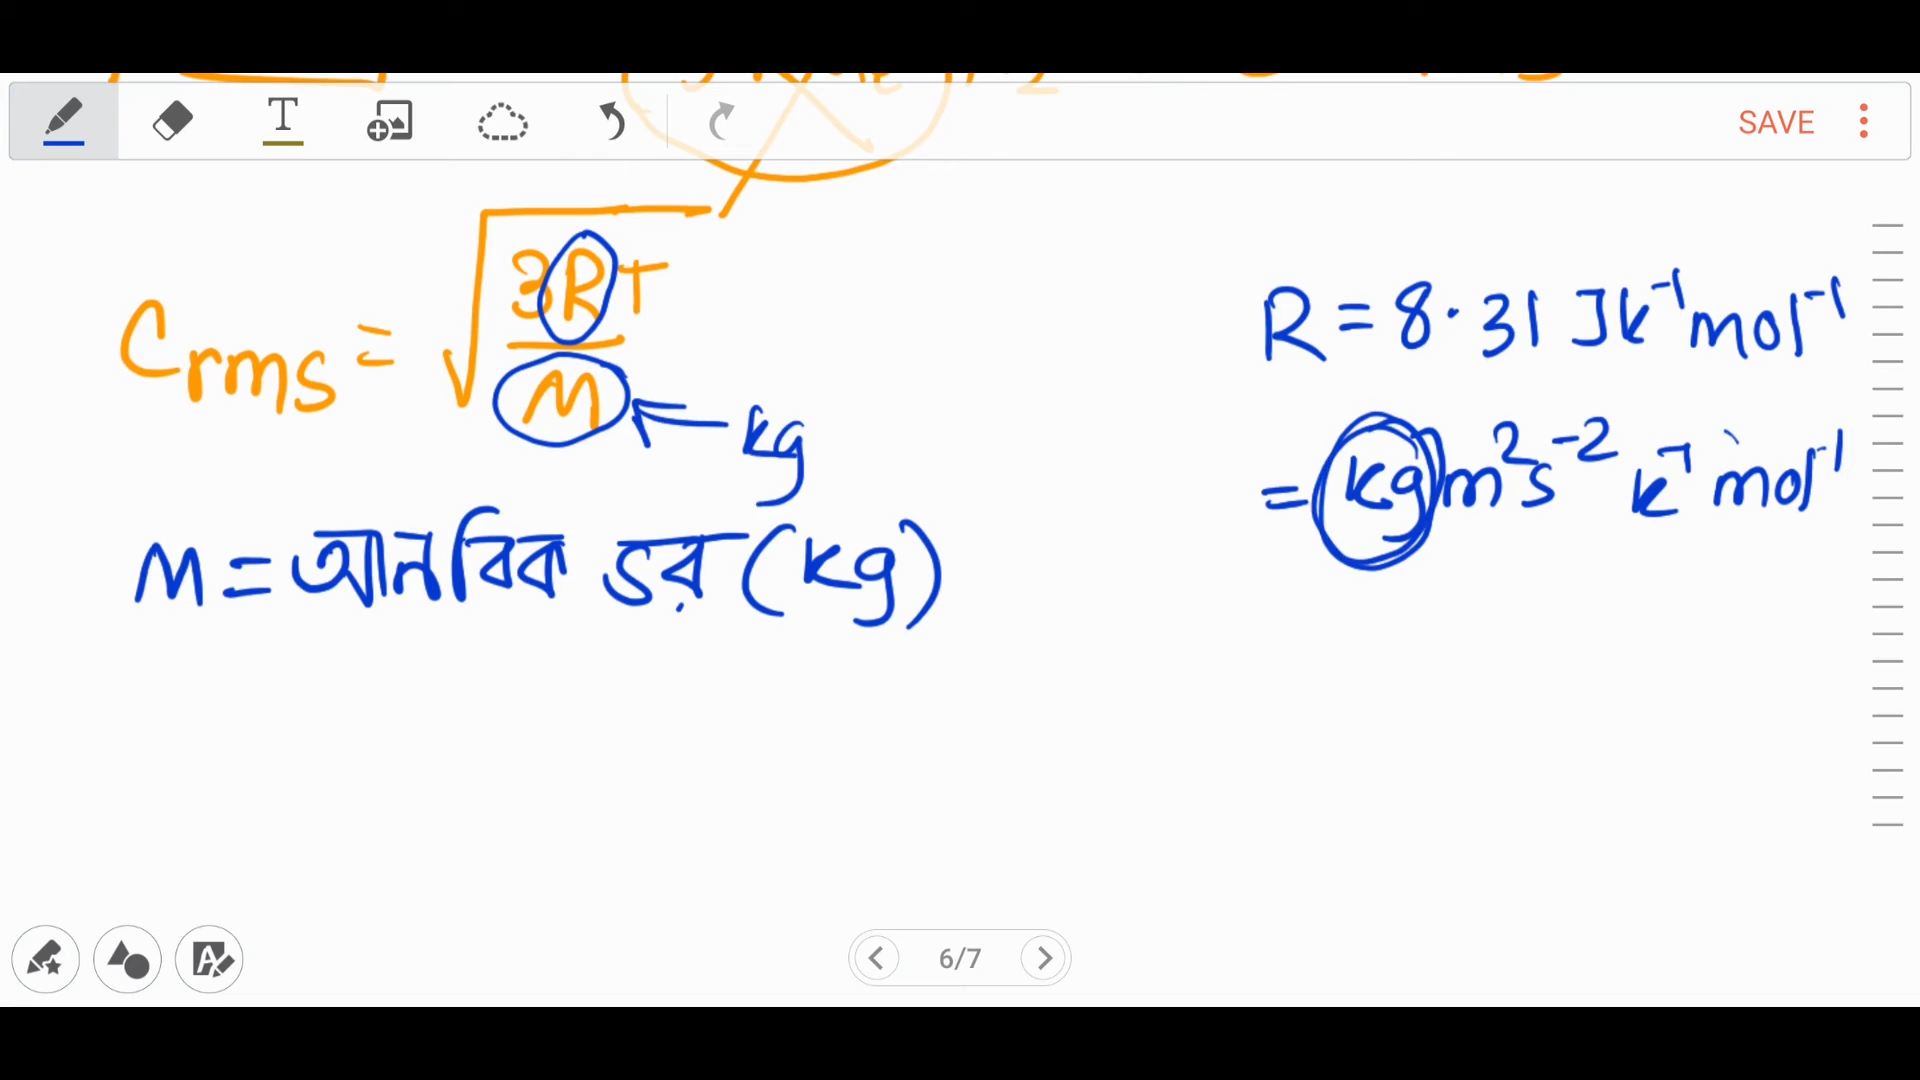 T SAVE
C_rms = √(3RT/M) ← kg
R = 8.31 Jk⁻¹mol⁻¹
= kg m²s⁻² k⁻¹ mol⁻¹
M = আনবিক ভর (kg)
6/7